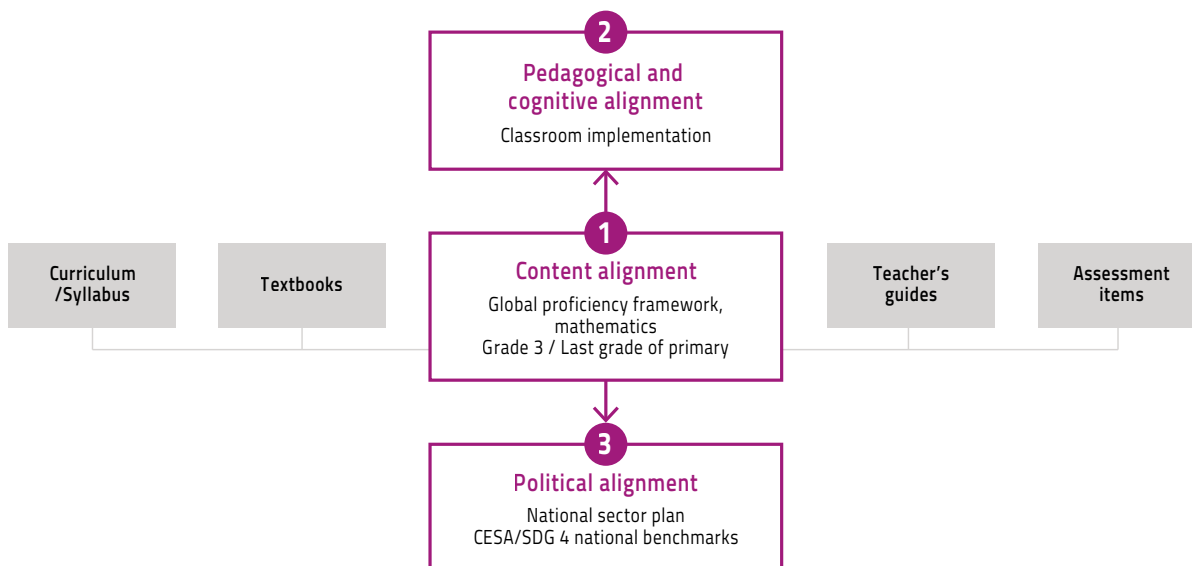 2
Pedagogical and
cognitive alignment
Classroom implementation
1
Content alignment
Global proficiency framework,
mathematics
Grade 3 / Last grade of primary
Curriculum
/Syllabus
Textbooks
Teacher's
guides
Assessment
items
3
Political alignment
National sector plan
CESA/SDG 4 national benchmarks